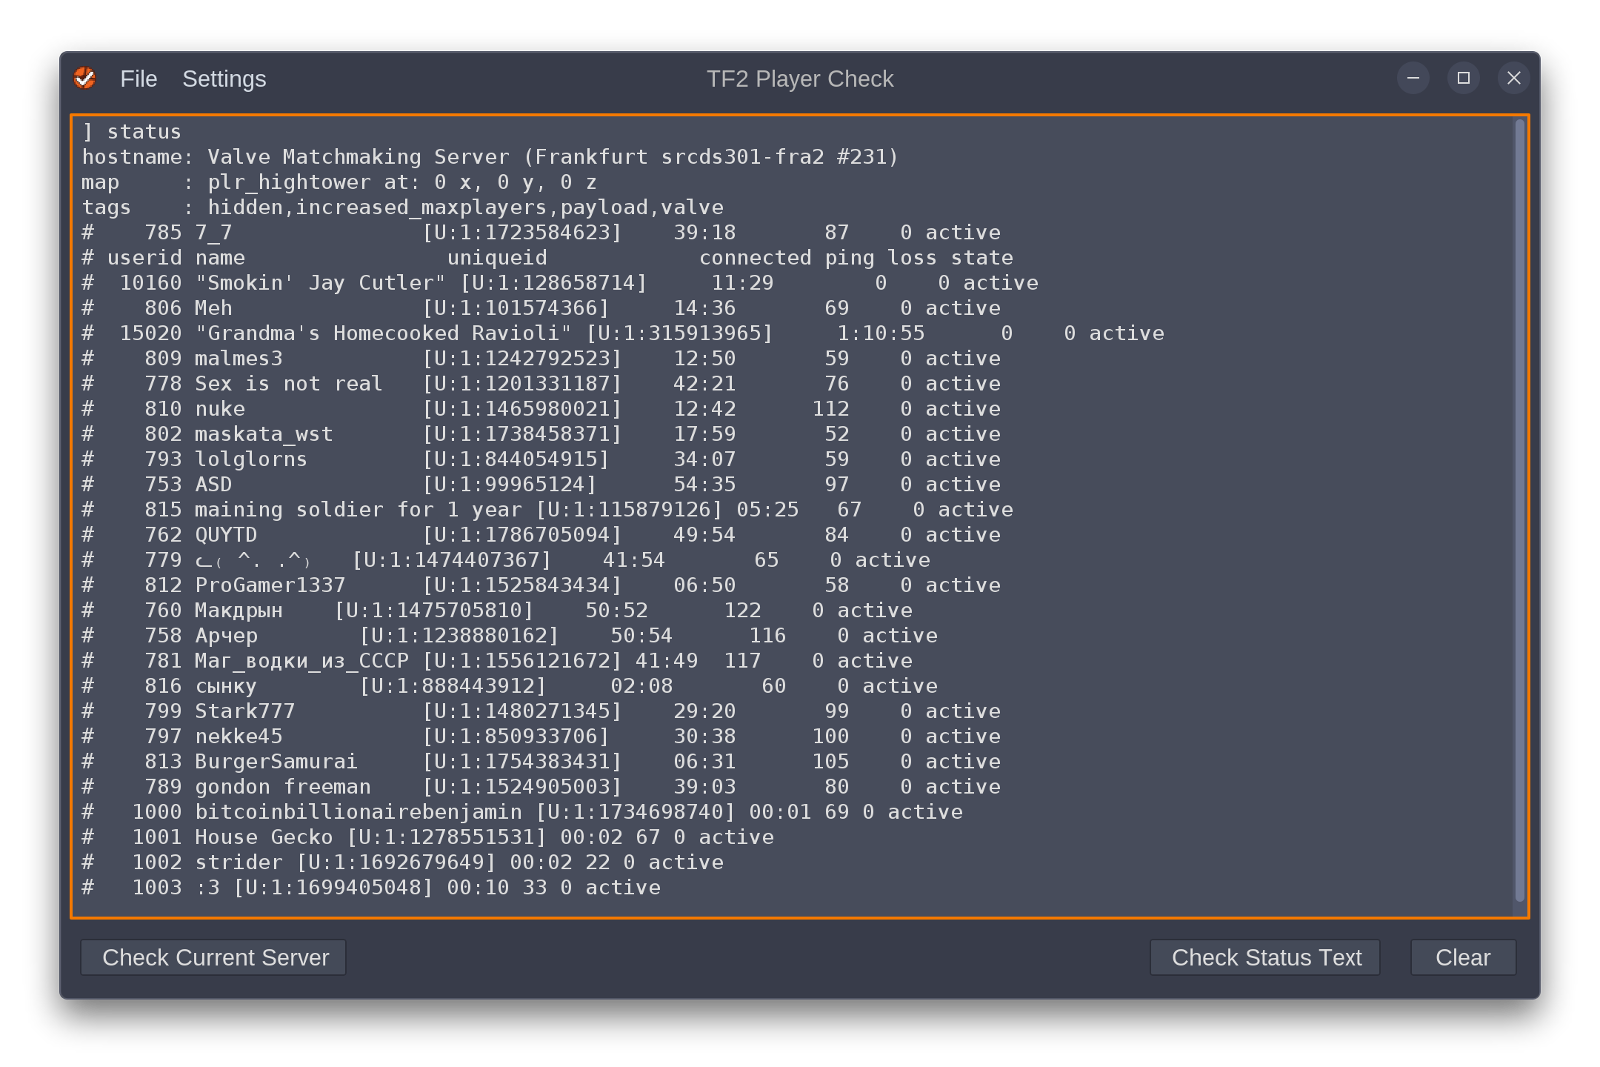 File Settings TF2 Player Check
] status
hostname: Valve Matchmaking Server (Frankfurt srcds301-fra2 #231)
map     : plr_hightower at: 0 x, 0 y, 0 z
tags    : hidden,increased_maxplayers,payload,valve
#    785 7_7               [U:1:1723584623]    39:18       87    0 active
# userid name                uniqueid            connected ping loss state
#  10160 "Smokin' Jay Cutler" [U:1:128658714]     11:29        0    0 active
#    806 Meh               [U:1:101574366]     14:36       69    0 active
#  15020 "Grandma's Homecooked Ravioli" [U:1:315913965]     1:10:55      0    0 active
#    809 malmes3           [U:1:1242792523]    12:50       59    0 active
#    778 Sex is not real   [U:1:1201331187]    42:21       76    0 active
#    810 nuke              [U:1:1465980021]    12:42      112    0 active
#    802 maskata_wst       [U:1:1738458371]    17:59       52    0 active
#    793 lolglorns         [U:1:844054915]     34:07       59    0 active
#    753 ASD               [U:1:99965124]      54:35       97    0 active
#    815 maining soldier for 1 year [U:1:115879126] 05:25   67    0 active
#    762 QUYTD             [U:1:1786705094]    49:54       84    0 active
#    779 ᓚ₍ ^. .^₎   [U:1:1474407367]    41:54       65    0 active
#    812 ProGamer1337      [U:1:1525843434]    06:50       58    0 active
#    760 Макдрын    [U:1:1475705810]    50:52      122    0 active
#    758 Арчер        [U:1:1238880162]    50:54      116    0 active
#    781 Маг_водки_из_СССР [U:1:1556121672] 41:49  117    0 active
#    816 сынку        [U:1:888443912]     02:08       60    0 active
#    799 Stark777          [U:1:1480271345]    29:20       99    0 active
#    797 nekke45           [U:1:850933706]     30:38      100    0 active
#    813 BurgerSamurai     [U:1:1754383431]    06:31      105    0 active
#    789 gondon freeman    [U:1:1524905003]    39:03       80    0 active
#   1000 bitcoinbillionairebenjamin [U:1:1734698740] 00:01 69 0 active
#   1001 House Gecko [U:1:1278551531] 00:02 67 0 active
#   1002 strider [U:1:1692679649] 00:02 22 0 active
#   1003 :3 [U:1:1699405048] 00:10 33 0 active
Check Current Server Check Status Text Clear